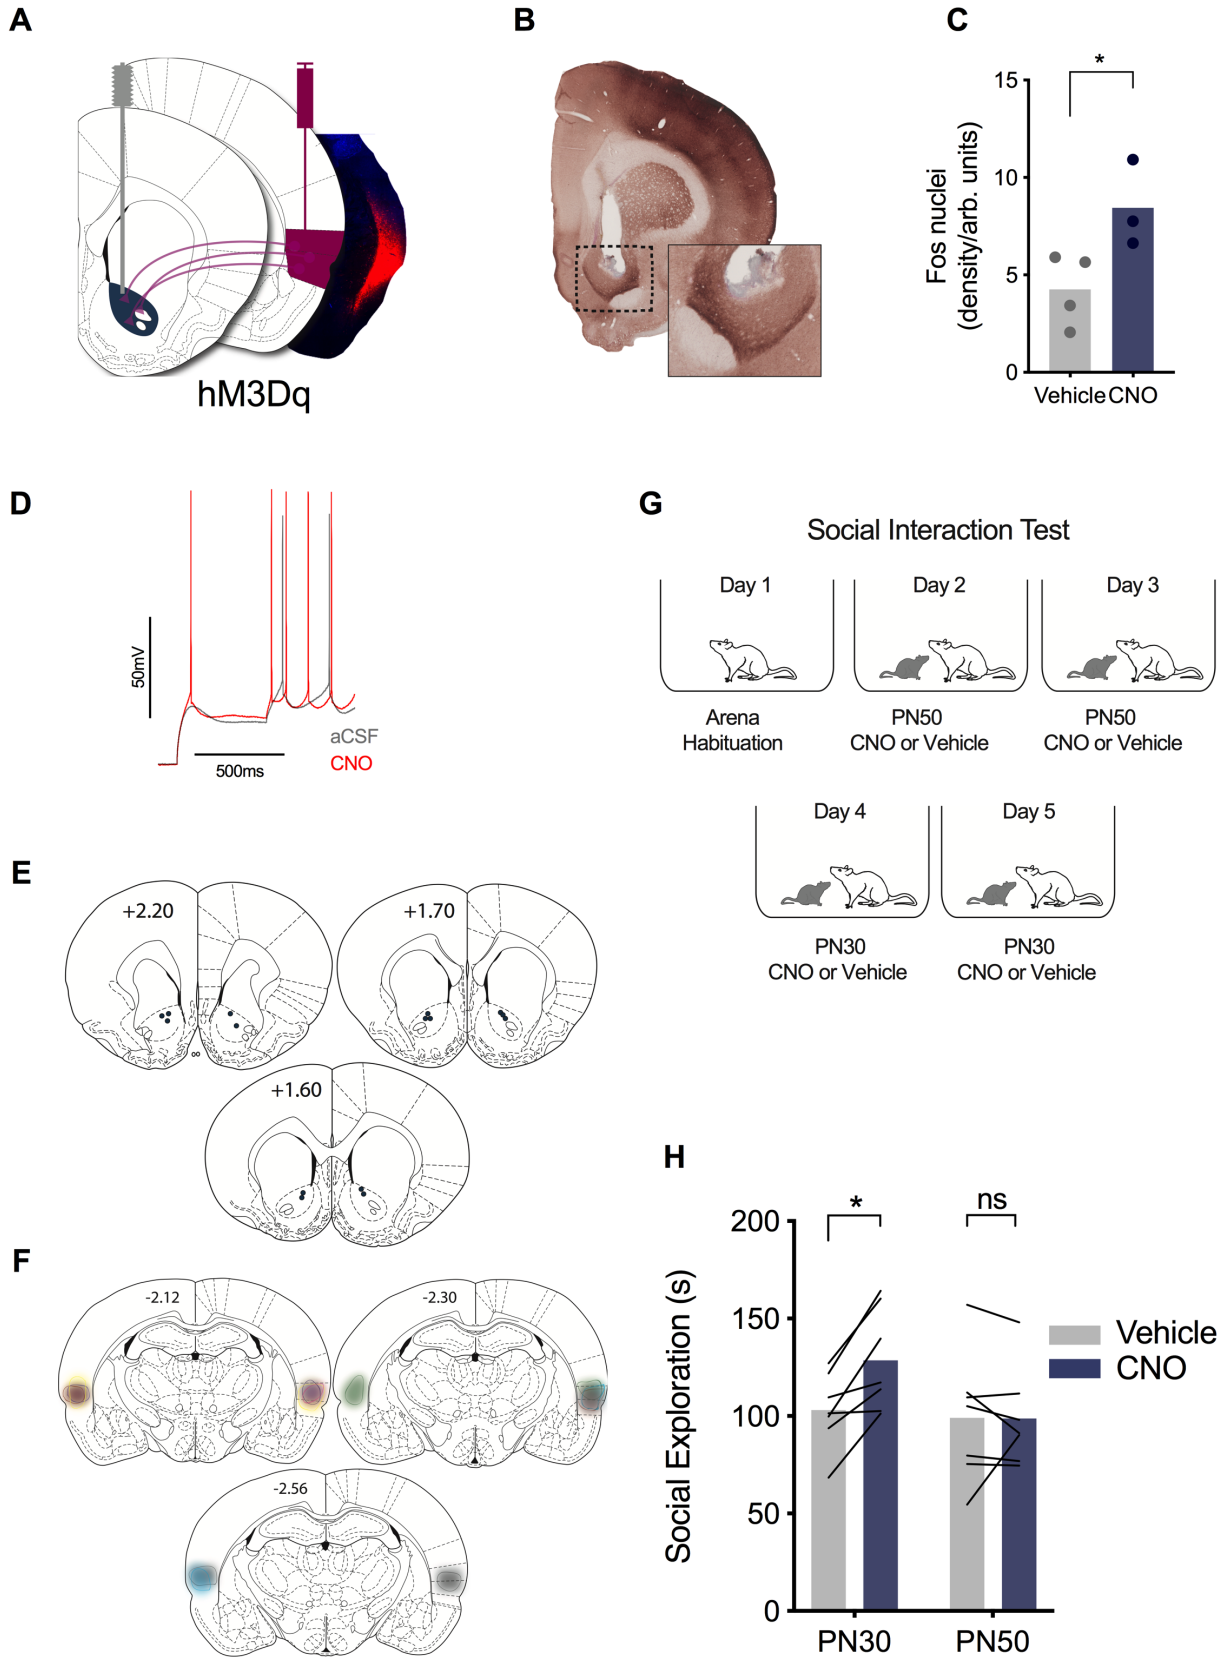 A
B
C
hM3Dq
15
10
5
0
Fos nuclei
(density/arb. units)
*
Vehicle CNO
D
50mV
500ms
aCSF
CNO
G
Social Interaction Test
Day 1
Day 2
Day 3
Arena
Habituation
PN50
CNO or Vehicle
PN50
CNO or Vehicle
Day 4
Day 5
PN30
CNO or Vehicle
PN30
CNO or Vehicle
E
+2.20
+1.70
+1.60
F
-2.12
-2.30
-2.56
H
Social Exploration (s)
200
150
100
50
0
*
ns
Vehicle
CNO
PN30
PN50